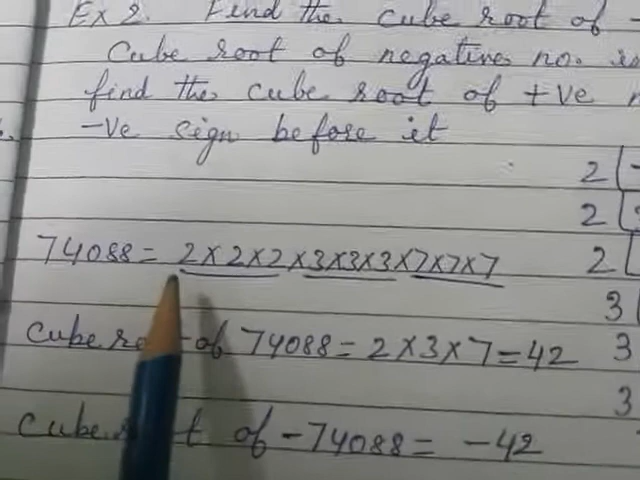 Ex 2. Find the cube root of -
Cube root of negative no. is
find the cube root of +ve
-ve sign before it
2
2
74088 = 2×2×2×3×3×3×7×7×7
2
3
Cube of 74088 = 2×3×7 = 42
3
3
Cube of -74088 = -42